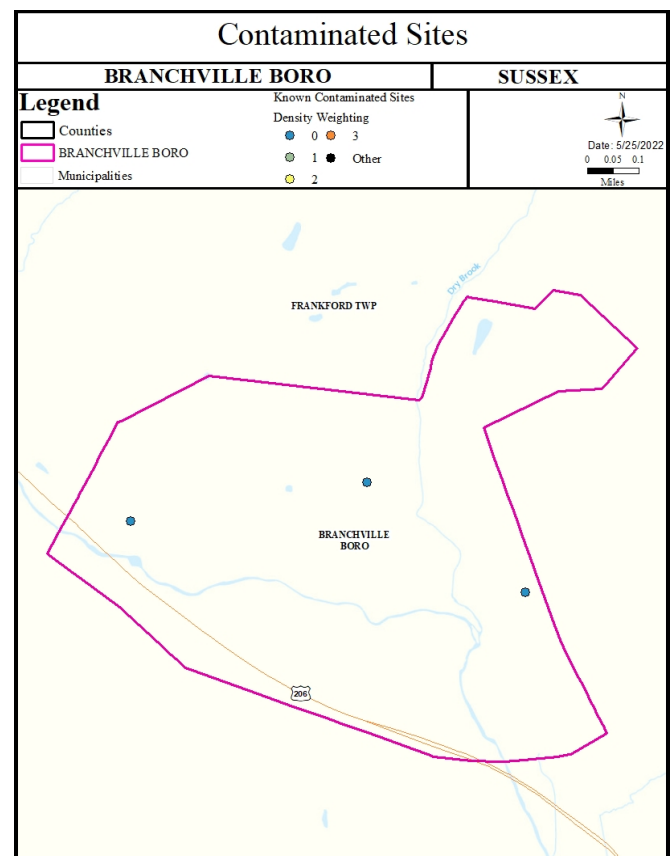 Contaminated Sites
BRANCHVILLE BORO
SUSSEX
Legend
Counties
BRANCHVILLE BORO
Municipalities
Known Contaminated Sites
Density Weighting
0 3
1 Other
2
N
Date: 5/25/2022
0 0.05 0.1
Miles
Dry Brook
FRANKFORD TWP
BRANCHVILLE
BORO
206